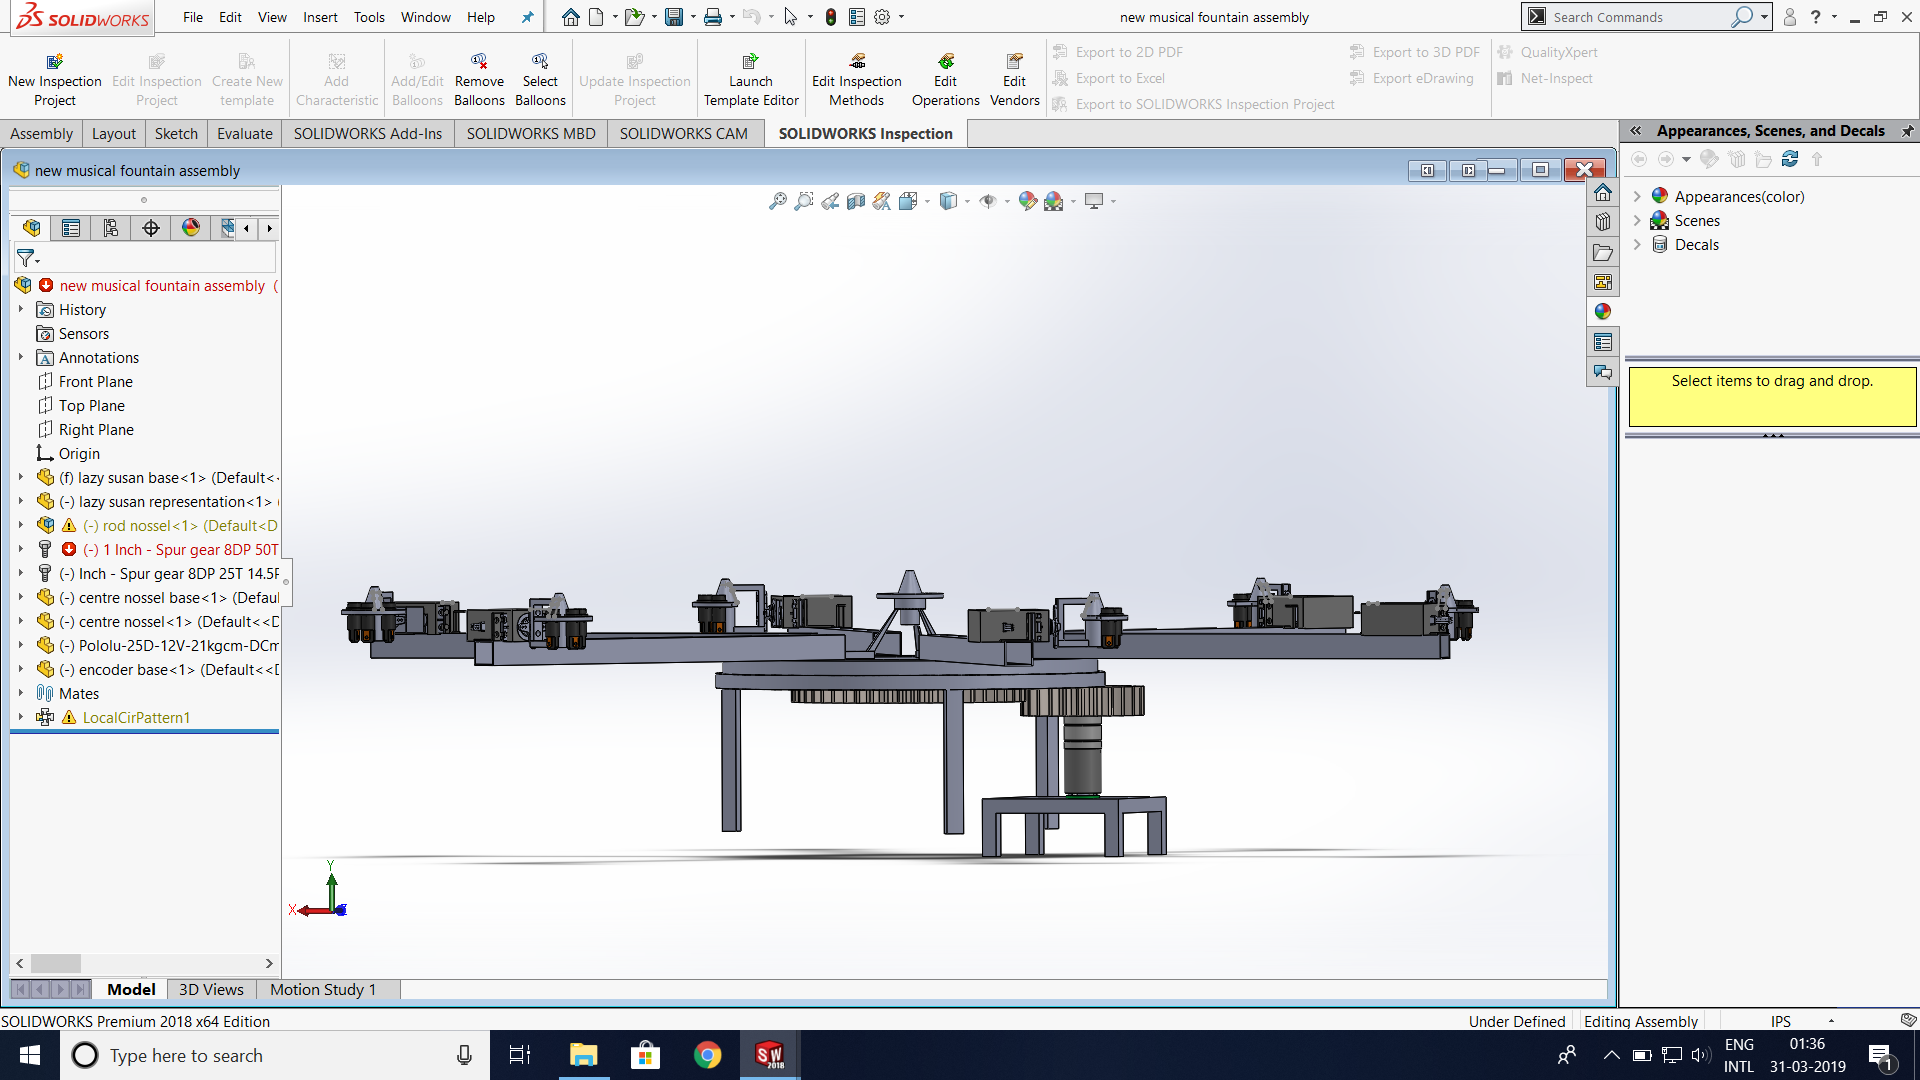 SOLIDWORKS
File Edit View Insert Tools Window Help
new musical fountain assembly
Search Commands
New Inspection Project
Edit Inspection Project
Create New template
Add Characteristic
Add/Edit Balloons
Remove Balloons
Select Balloons
Update Inspection Project
Launch Template Editor
Edit Inspection Methods
Edit Operations
Edit Vendors
Export to 2D PDF
Export to Excel
Export to SOLIDWORKS Inspection Project
Export to 3D PDF
Export eDrawing
QualityXpert
Net-Inspect
Assembly Layout Sketch Evaluate SOLIDWORKS Add-Ins SOLIDWORKS MBD SOLIDWORKS CAM SOLIDWORKS Inspection
Appearances, Scenes, and Decals
new musical fountain assembly
Appearances(color)
Scenes
Decals
Select items to drag and drop.
new musical fountain assembly (
History
Sensors
Annotations
Front Plane
Top Plane
Right Plane
Origin
(f) lazy susan base<1> (Default<<
(-) lazy susan representation<1>
(-) rod nossel<1> (Default<D
(-) 1 Inch - Spur gear 8DP 50T
(-) Inch - Spur gear 8DP 25T 14.5P
(-) centre nossel base<1> (Defaul
(-) centre nossel<1> (Default<<D
(-) Pololu-25D-12V-21kgcm-DCm
(-) encoder base<1> (Default<<D
Mates
LocalCirPattern1
Y
X
Z
Model 3D Views Motion Study 1
SOLIDWORKS Premium 2018 x64 Edition
Under Defined Editing Assembly IPS
Type here to search
SW 2018
ENG INTL
01:36
31-03-2019
1